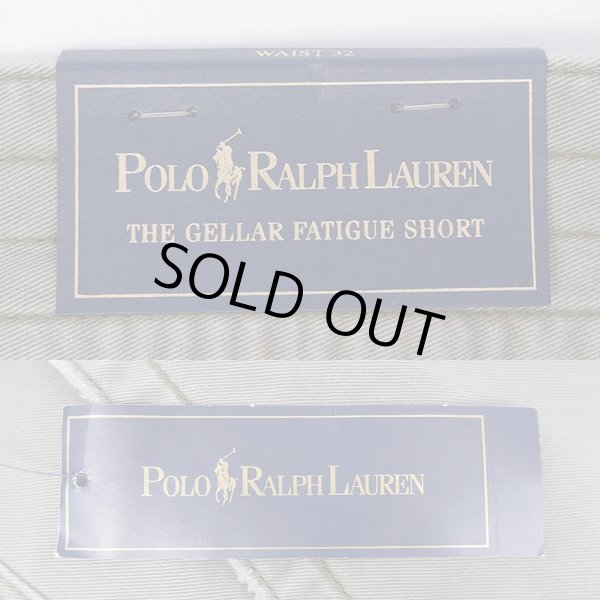 WAIST 32
POLO RALPH LAUREN
THE GELLAR FATIGUE SHORT
SOLD OUT
POLO RALPH LAUREN